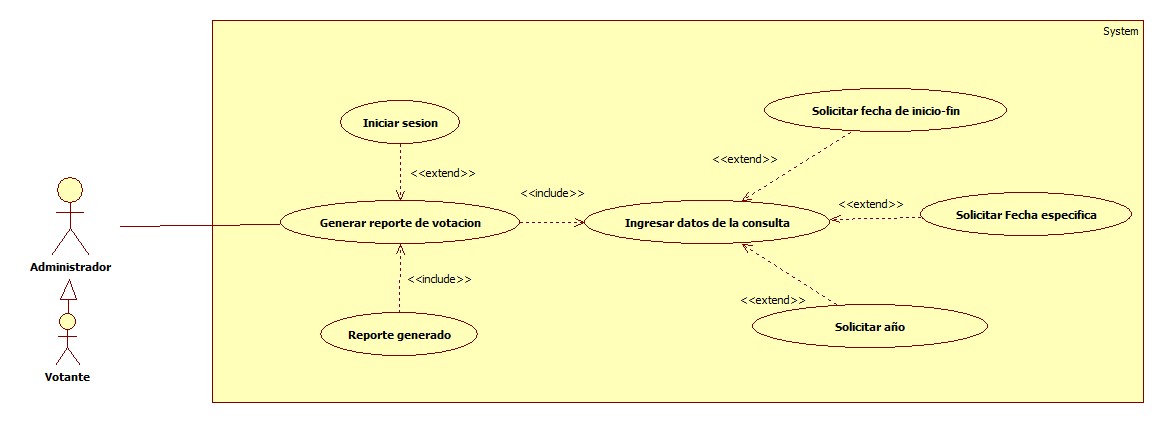 System
Iniciar sesion
Solicitar fecha de inicio-fin
<<extend>>
<<extend>>
<<include>>
<<extend>>
Generar reporte de votacion
Ingresar datos de la consulta
Solicitar Fecha especifica
Administrador
<<include>>
<<extend>>
Reporte generado
Solicitar año
Votante